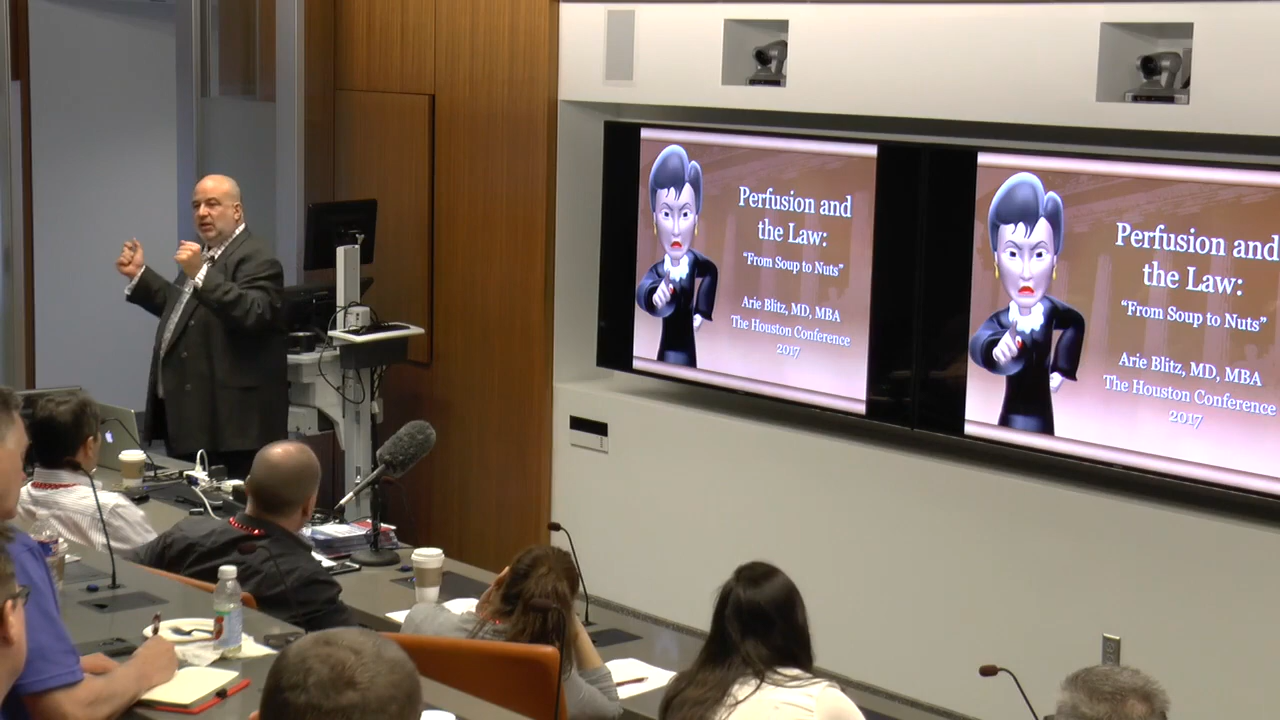 Perfusion and
the Law:
“From Soup to Nuts”
Arie Blitz, MD, MBA
The Houston Conference
2017
Perfusion and
the Law:
“From Soup to Nuts”
Arie Blitz, MD, MBA
The Houston Conference
2017